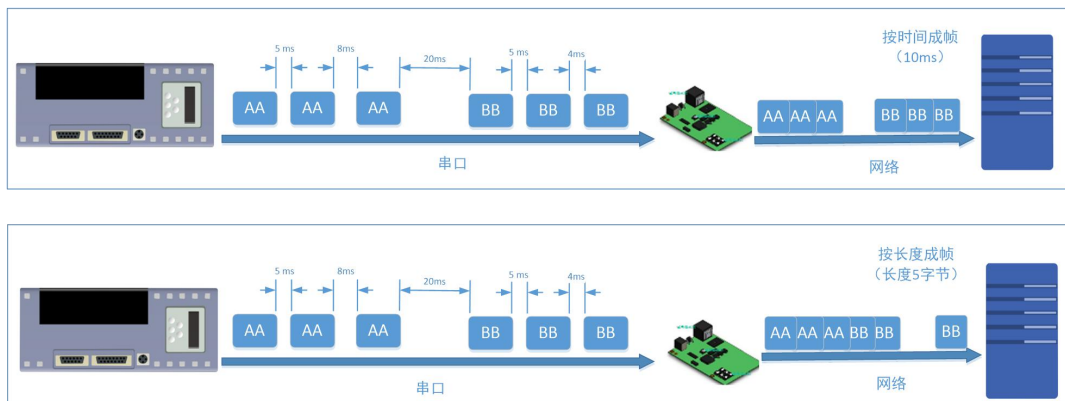 按时间成帧
（10ms）
5 ms
8ms
20ms
5 ms
4ms
AA
AA
AA
BB
BB
BB
AA AA AA
BB BB BB
串口
网络
按长度成帧
（长度5字节）
5 ms
8ms
20ms
5 ms
4ms
AA
AA
AA
BB
BB
BB
AA AA AA BB BB
BB
串口
网络